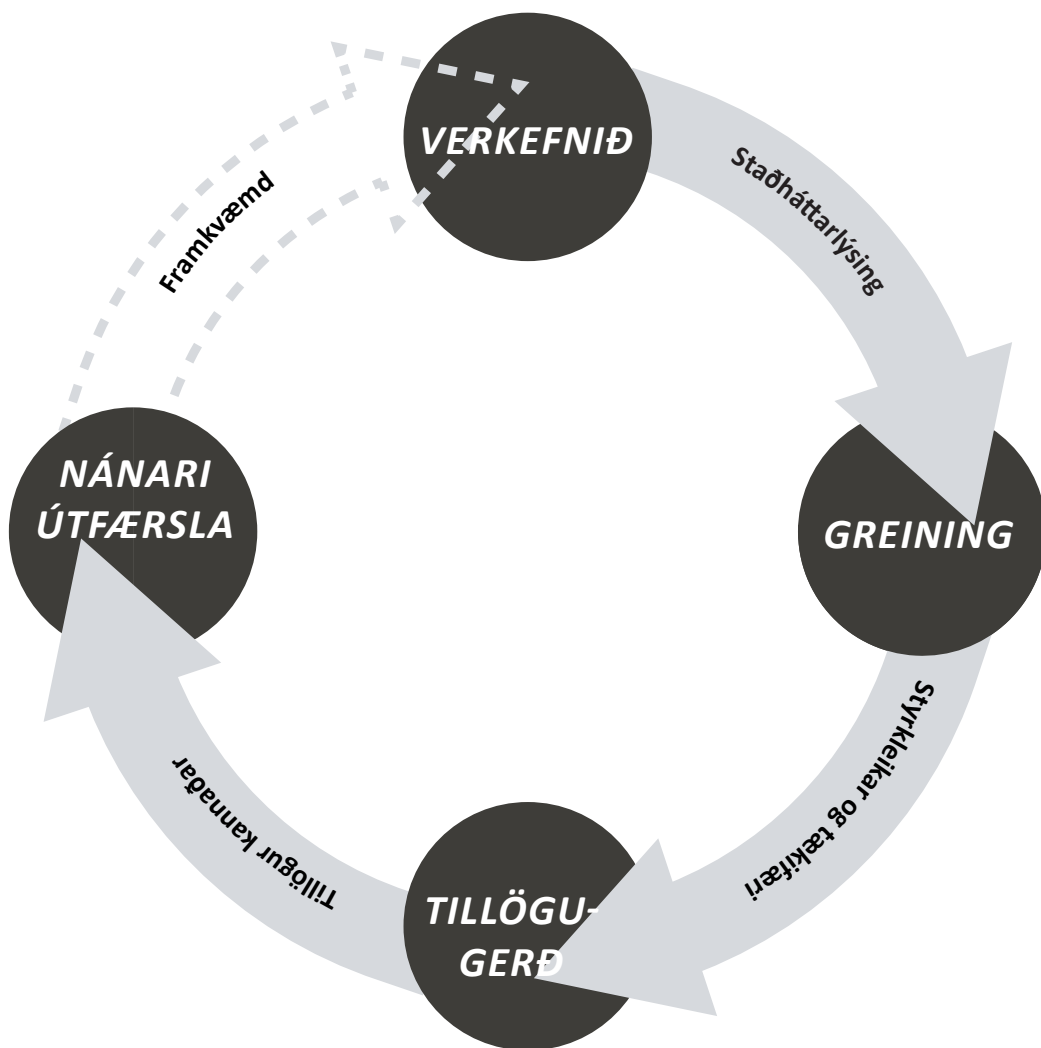 VERKEFNIÐ
Staðháttarlýsing
GREINING
Styrkleikar og tækifæri
TILLÖGU-
GERÐ
Tillögur kannaðar
NÁNARI
ÚTFÆRSLA
Framkvæmd